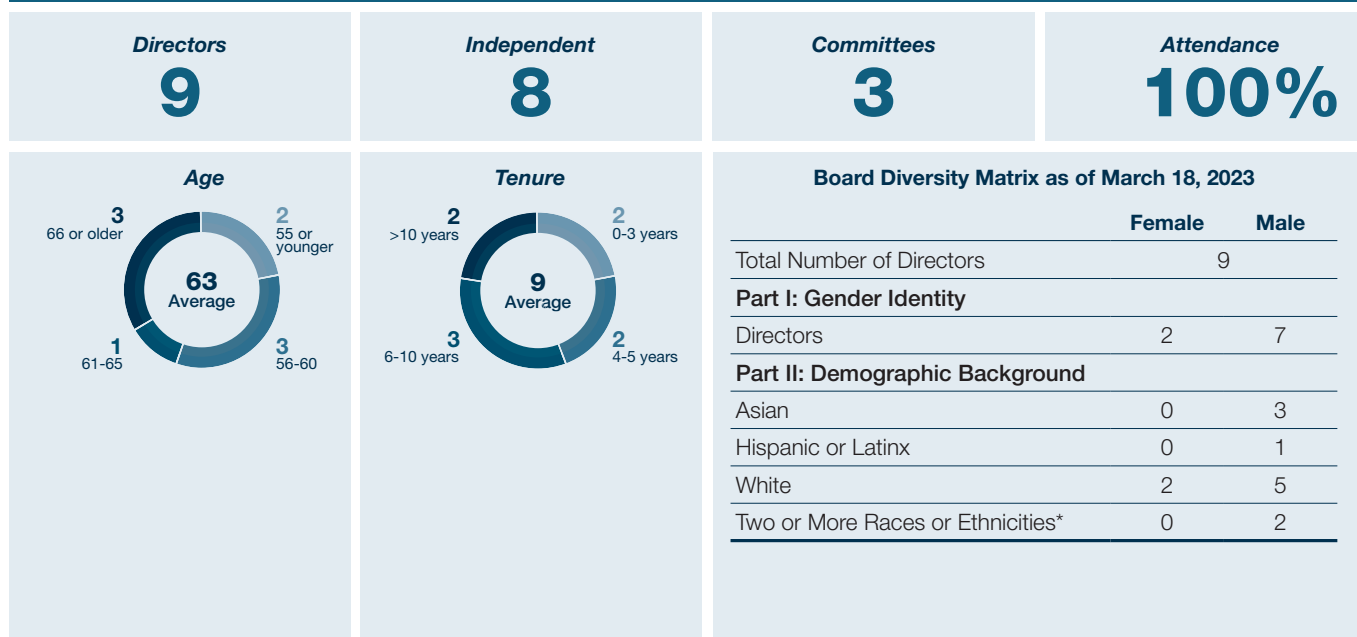 Directors
9
Independent
8
Committees
3
Attendance
100%
Age
3
66 or older
2
55 or
younger
63
Average
1
61-65
3
56-60
Tenure
2
>10 years
2
0-3 years
9
Average
3
6-10 years
2
4-5 years
Board Diversity Matrix as of March 18, 2023
Female Male
Total Number of Directors 9
Part I: Gender Identity
Directors 2 7
Part II: Demographic Background
Asian 0 3
Hispanic or Latinx 0 1
White 2 5
Two or More Races or Ethnicities* 0 2